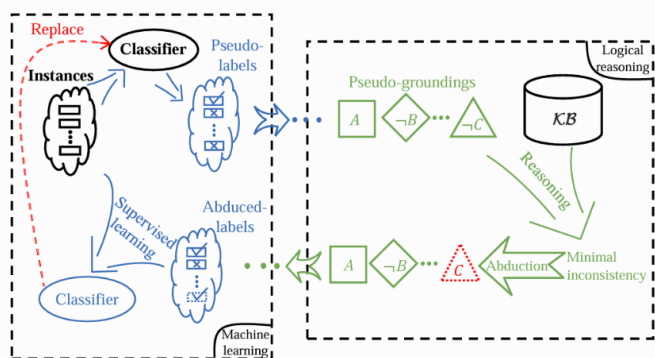 Replace
Classifier
Pseudo-
labels
Instances
Logical
reasoning
Pseudo-groundings
A
¬B
¬C
KB
Reasoning
Supervised
learning
Abduced-
labels
Classifier
A
¬B
C
Abduction
Minimal
inconsistency
Machine
learning